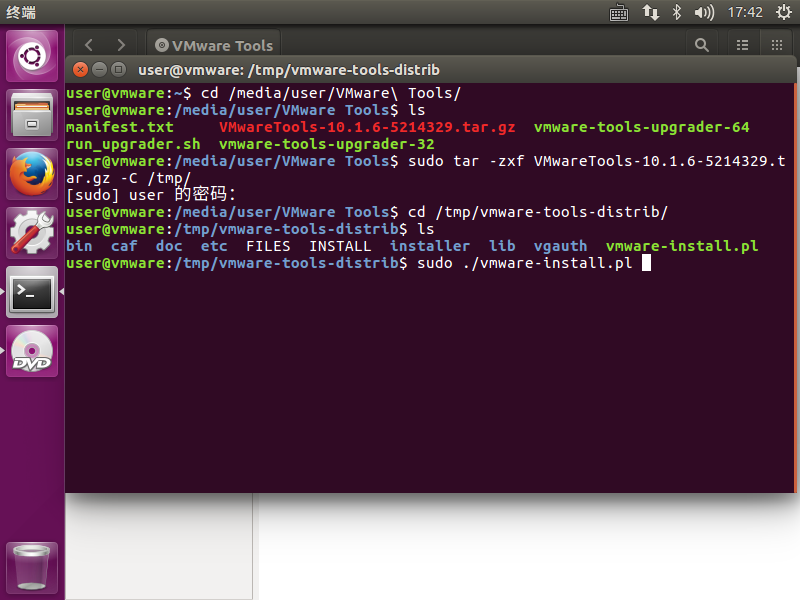 终端
17:42
VMware Tools
user@vmware: /tmp/vmware-tools-distrib
user@vmware:~$ cd /media/user/VMware\ Tools/
user@vmware:/media/user/VMware Tools$ ls
manifest.txt     VMwareTools-10.1.6-5214329.tar.gz  vmware-tools-upgrader-64
run_upgrader.sh  vmware-tools-upgrader-32
user@vmware:/media/user/VMware Tools$ sudo tar -zxf VMwareTools-10.1.6-5214329.t
ar.gz -C /tmp/
[sudo] user 的密码：
user@vmware:/media/user/VMware Tools$ cd /tmp/vmware-tools-distrib/
user@vmware:/tmp/vmware-tools-distrib$ ls
bin  caf  doc  etc  FILES  INSTALL  installer  lib  vgauth  vmware-install.pl
user@vmware:/tmp/vmware-tools-distrib$ sudo ./vmware-install.pl
>_
DVD